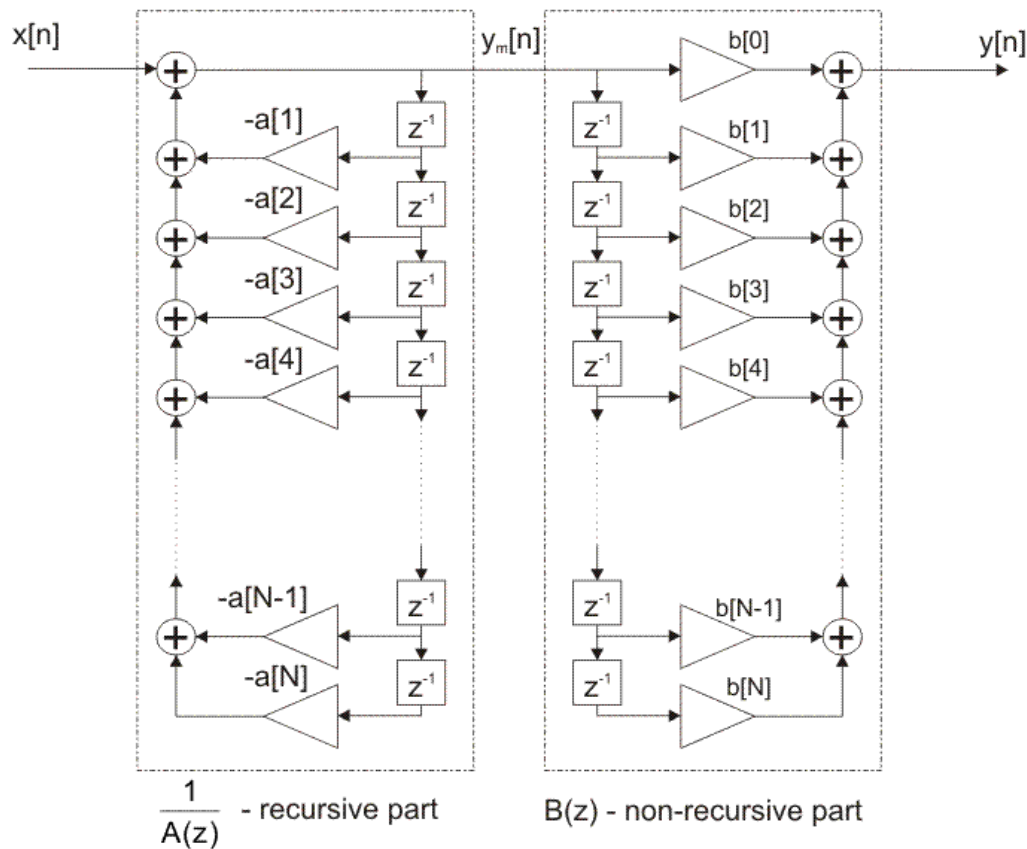 x[n]
yₘ[n]
y[n]
b[0]
-a[1]
z⁻¹
z⁻¹
b[1]
-a[2]
z⁻¹
z⁻¹
b[2]
-a[3]
z⁻¹
z⁻¹
b[3]
-a[4]
z⁻¹
z⁻¹
b[4]
-a[N-1]
z⁻¹
z⁻¹
b[N-1]
-a[N]
z⁻¹
z⁻¹
b[N]
1
A(z)
- recursive part
B(z) - non-recursive part